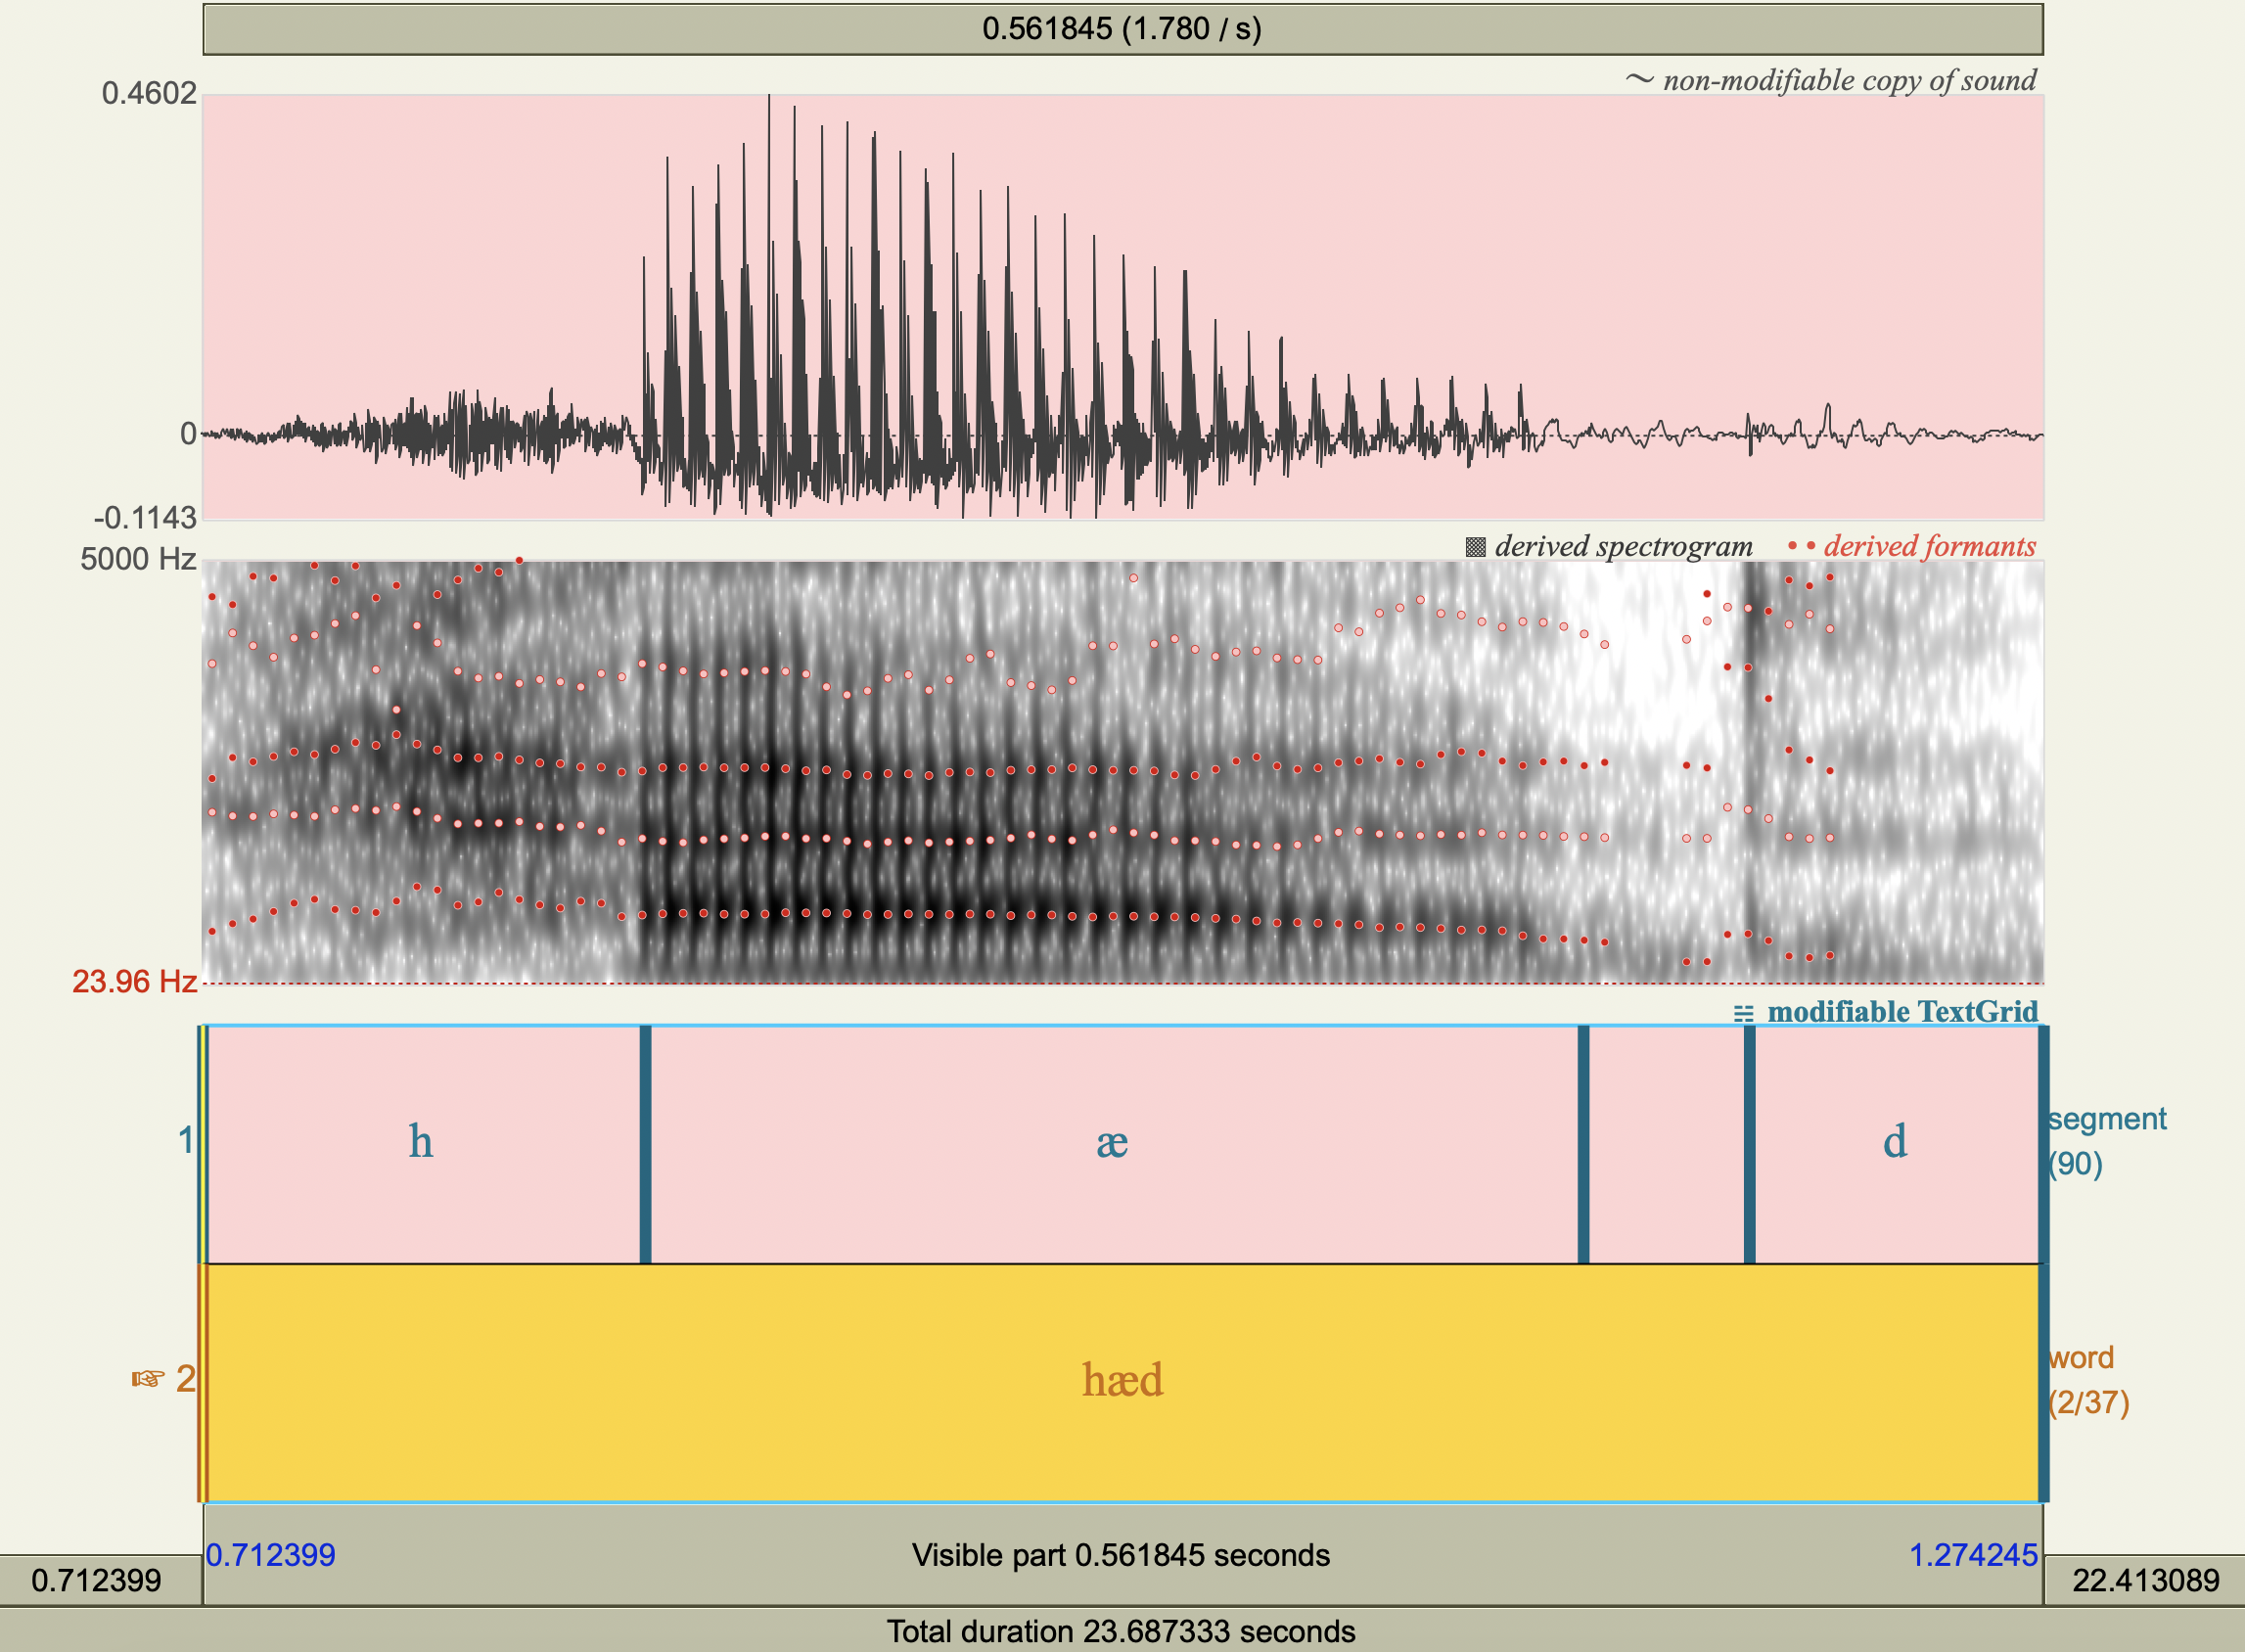 0.561845 (1.780 / s)
0.4602
~ non-modifiable copy of sound
0
-0.1143
derived spectrogram
derived formants
5000 Hz
23.96 Hz
modifiable TextGrid
1
h
æ
d
segment
(90)
☞ 2
hæd
word
(2/37)
0.712399
Visible part 0.561845 seconds
1.274245
0.712399
22.413089
Total duration 23.687333 seconds